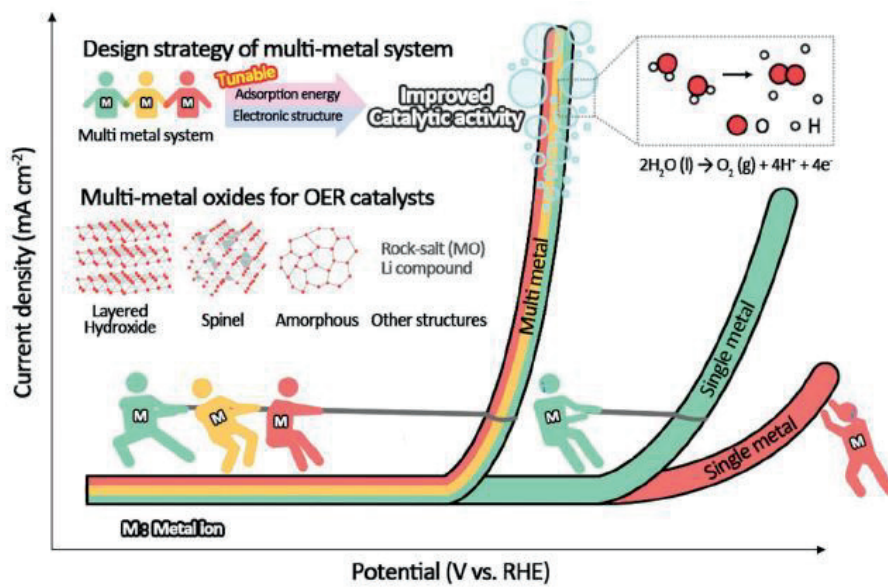 Design strategy of multi-metal system
Tunable
M M M
Adsorption energy
Electronic structure
Multi metal system
Improved
Catalytic activity
O H
2H₂O (l) → O₂ (g) + 4H⁺ + 4e⁻
Multi-metal oxides for OER catalysts
Rock-salt (MO)
Li compound
Layered
Hydroxide
Spinel
Amorphous
Other structures
Multi metal
Single metal
Single metal
M M M
M
M
M : Metal ion
Current density (mA cm⁻²)
Potential (V vs. RHE)